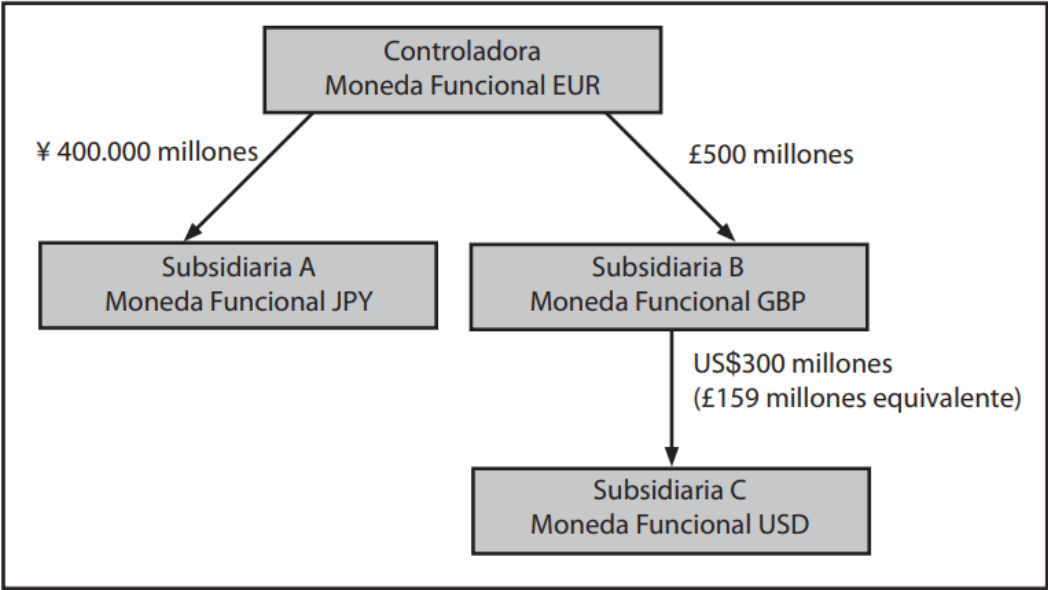 Controladora
Moneda Funcional EUR
¥ 400.000 millones
£500 millones
Subsidiaria A
Moneda Funcional JPY
Subsidiaria B
Moneda Funcional GBP
US$300 millones
(£159 millones equivalente)
Subsidiaria C
Moneda Funcional USD